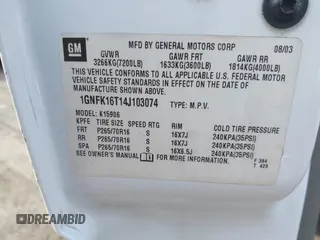 GM
MFD BY GENERAL MOTORS CORP 08/03
GVWR GAWR FRT GAWR RR
3266KG(7200LB) 1633KG(3600LB) 1814KG(4000LB)
THIS VEHICLE CONFORMS TO ALL APPLICABLE U.S. FEDERAL MOTOR
VEHICLE SAFETY STANDARDS IN EFFECT ON THE DATE OF
MANUFACTURE SHOWN ABOVE.
1GNFK16T14J103074 TYPE: M.P.V.
MODEL: K15906
KPFE TIRE SIZE SPEED RTG RIM COLD TIRE PRESSURE
FRT P265/70R16 S 16X7J 240KPA(35PSI)
RR P265/70R16 S 16X7J 240KPA(35PSI)
SPA P265/70R16 S 16X6.5J 240KPA(35PSI)
SEE OWNER'S MANUAL FOR ADDITIONAL INFORMATION.
F 384
T 429
DREAMBID